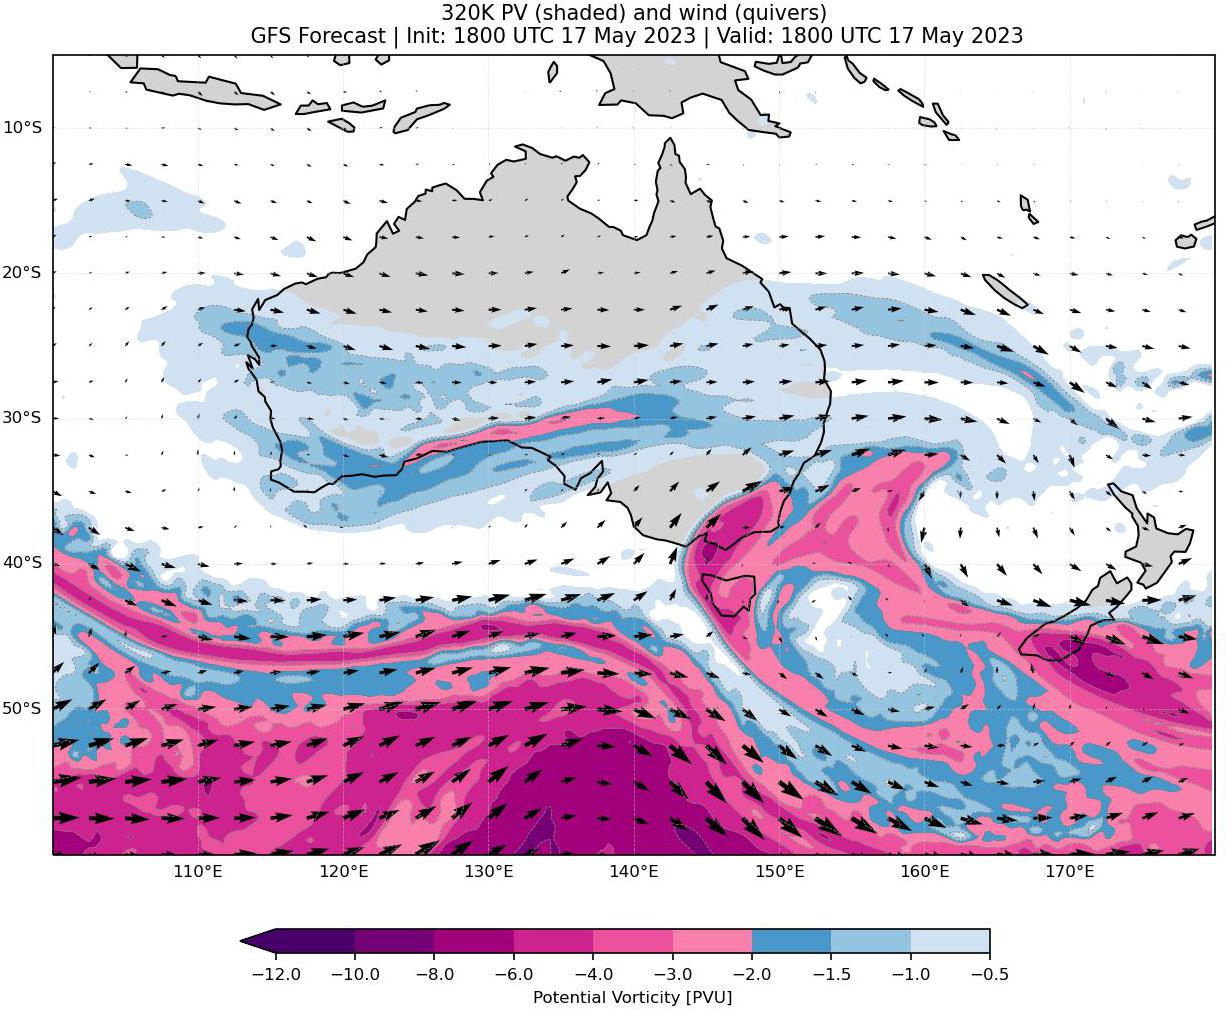 320K PV (shaded) and wind (quivers)
GFS Forecast | Init: 1800 UTC 17 May 2023 | Valid: 1800 UTC 17 May 2023
10°S
20°S
30°S
40°S
50°S
110°E 120°E 130°E 140°E 150°E 160°E 170°E
−12.0 −10.0 −8.0 −6.0 −4.0 −3.0 −2.0 −1.5 −1.0 −0.5
Potential Vorticity [PVU]